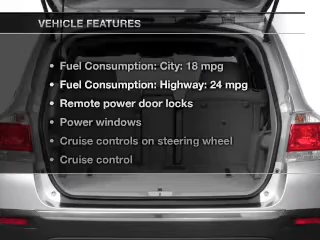 VEHICLE FEATURES
• Fuel Consumption: City: 18 mpg
• Fuel Consumption: Highway: 24 mpg
• Remote power door locks
• Power windows
• Cruise controls on steering wheel
• Cruise control